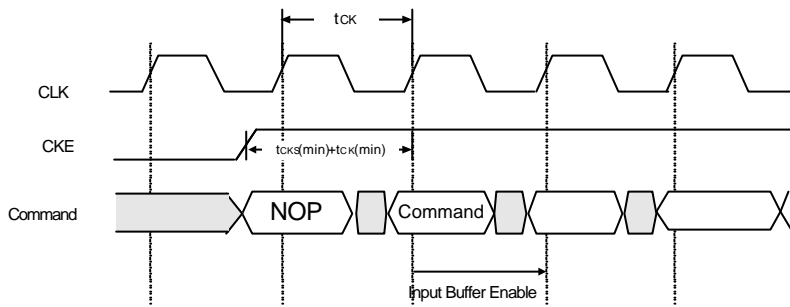 tCK
CLK
CKE
tCKS(min)+tCK(min)
Command
NOP
Command
Input Buffer Enable